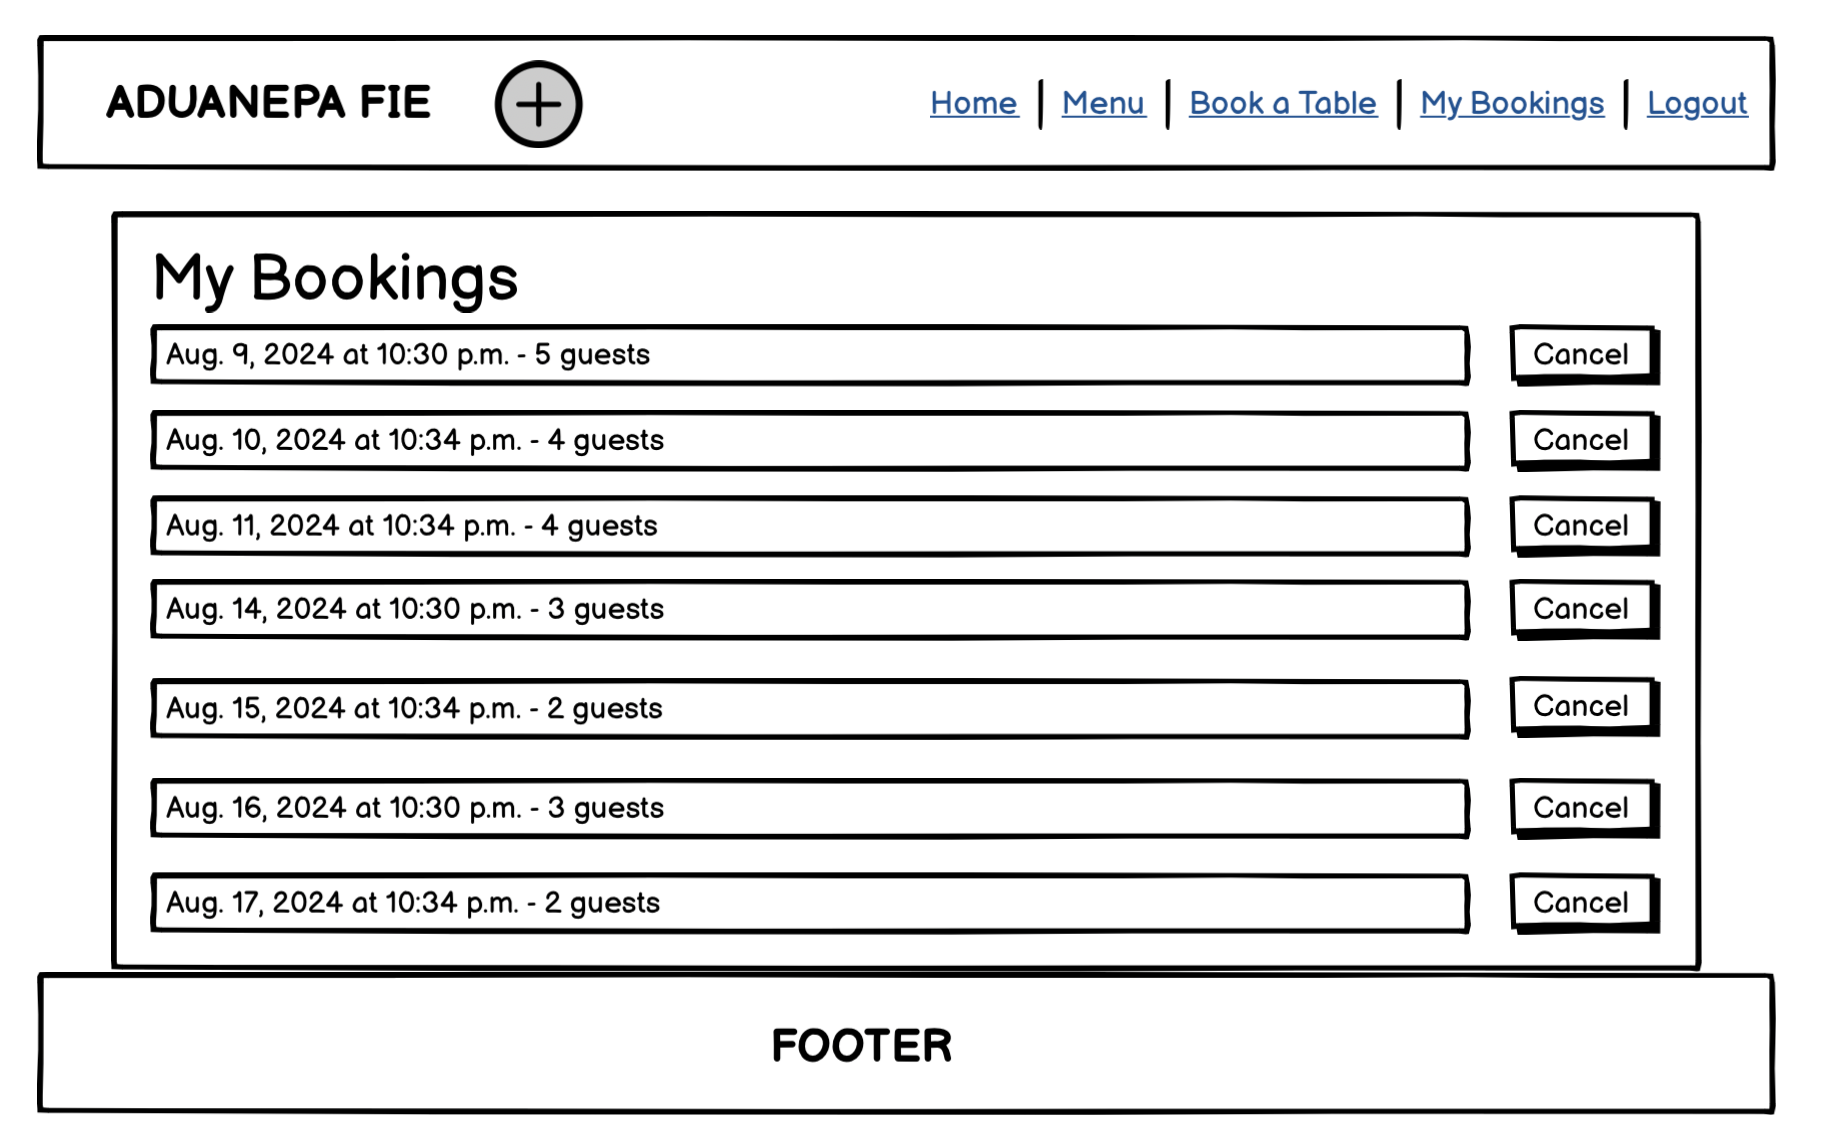 ADUANEPA FIE
Home | Menu | Book a Table | My Bookings | Logout
My Bookings
Aug. 9, 2024 at 10:30 p.m. - 5 guests Cancel
Aug. 10, 2024 at 10:34 p.m. - 4 guests Cancel
Aug. 11, 2024 at 10:34 p.m. - 4 guests Cancel
Aug. 14, 2024 at 10:30 p.m. - 3 guests Cancel
Aug. 15, 2024 at 10:34 p.m. - 2 guests Cancel
Aug. 16, 2024 at 10:30 p.m. - 3 guests Cancel
Aug. 17, 2024 at 10:34 p.m. - 2 guests Cancel
FOOTER